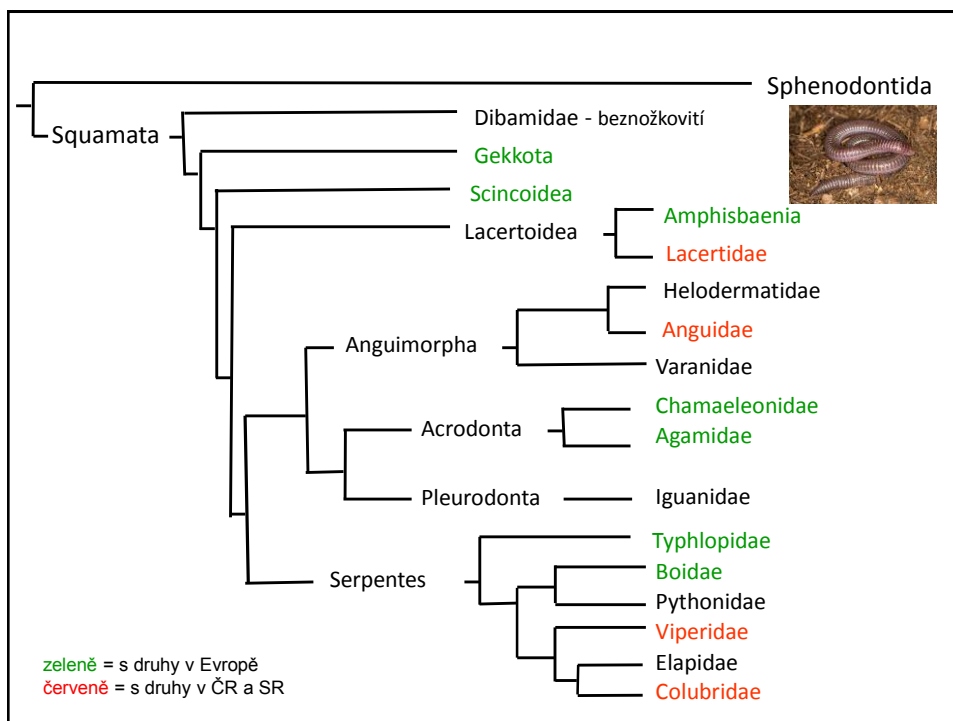 Sphenodontida
Squamata
Dibamidae - beznožkovití
Gekkota
Scincoidea
Lacertoidea
Amphisbaenia
Lacertidae
Anguimorpha
Helodermatidae
Anguidae
Varanidae
Acrodonta
Chamaeleonidae
Agamidae
Pleurodonta
Iguanidae
Serpentes
Typhlopidae
Boidae
Pythonidae
Viperidae
Elapidae
Colubridae
zeleně = s druhy v Evropě
červeně = s druhy v ČR a SR